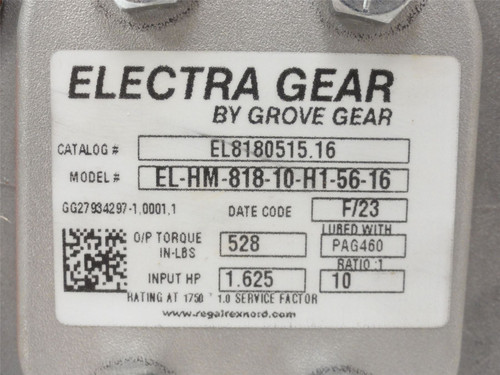 ELECTRA GEAR
BY GROVE GEAR
CATALOG # EL8180515.16
MODEL # EL-HM-818-10-H1-56-16
GG27934297-1.0001.1 DATE CODE F/23
LUBED WITH
O/P TORQUE IN-LBS 528 PAG460
RATIO :1
INPUT HP 1.625 10
RATING AT 1750 * 1.0 SERVICE FACTOR
www.regalrexnord.com